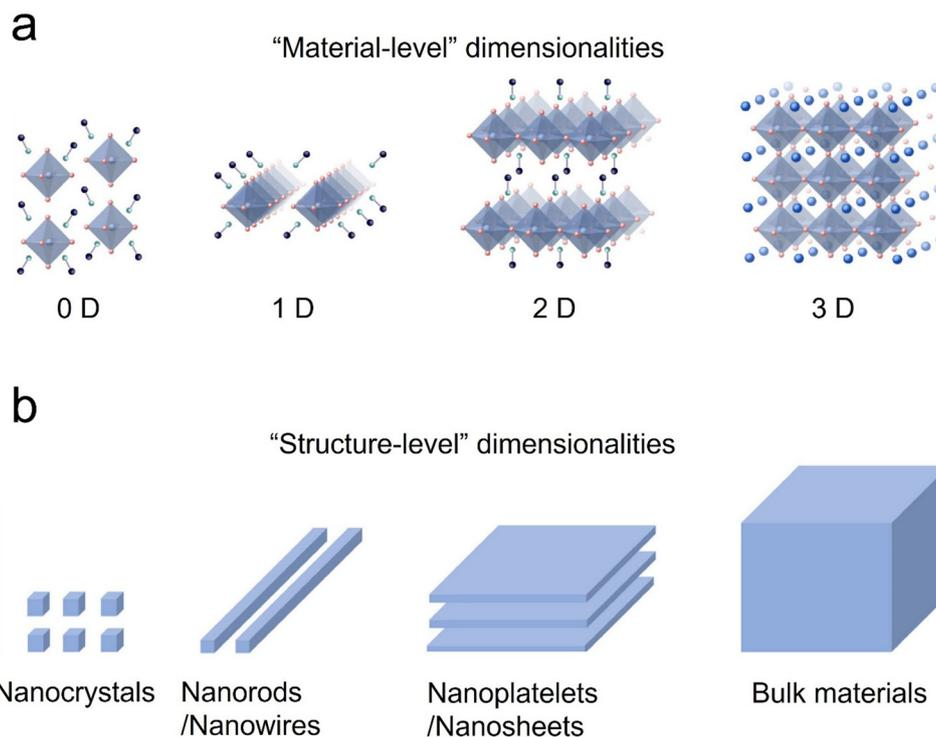 a
“Material-level” dimensionalities
0 D
1 D
2 D
3 D
b
“Structure-level” dimensionalities
Nanocrystals
Nanorods
/Nanowires
Nanoplatelets
/Nanosheets
Bulk materials